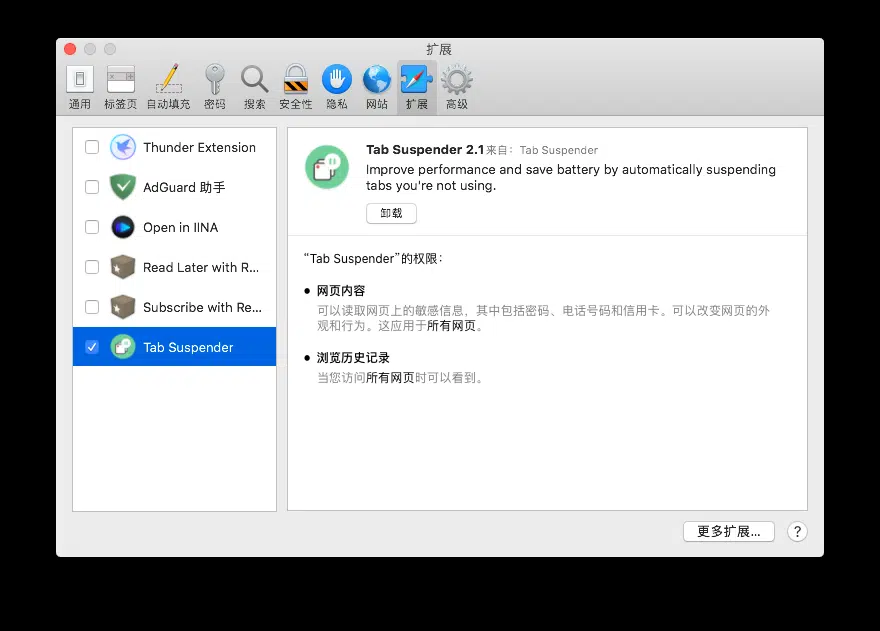 扩展
通用 标签页 自动填充 密码 搜索 安全性 隐私 网站 扩展 高级
Thunder Extension
AdGuard 助手
Open in IINA
Read Later with R...
Subscribe with Re...
Tab Suspender
Tab Suspender 2.1 来自: Tab Suspender
Improve performance and save battery by automatically suspending
tabs you're not using.
卸载
“Tab Suspender”的权限:
• 网页内容
可以读取网页上的敏感信息，其中包括密码、电话号码和信用卡。可以改变网页的外
观和行为。这应用于所有网页。
• 浏览历史记录
当您访问所有网页时可以看到。
更多扩展...
?